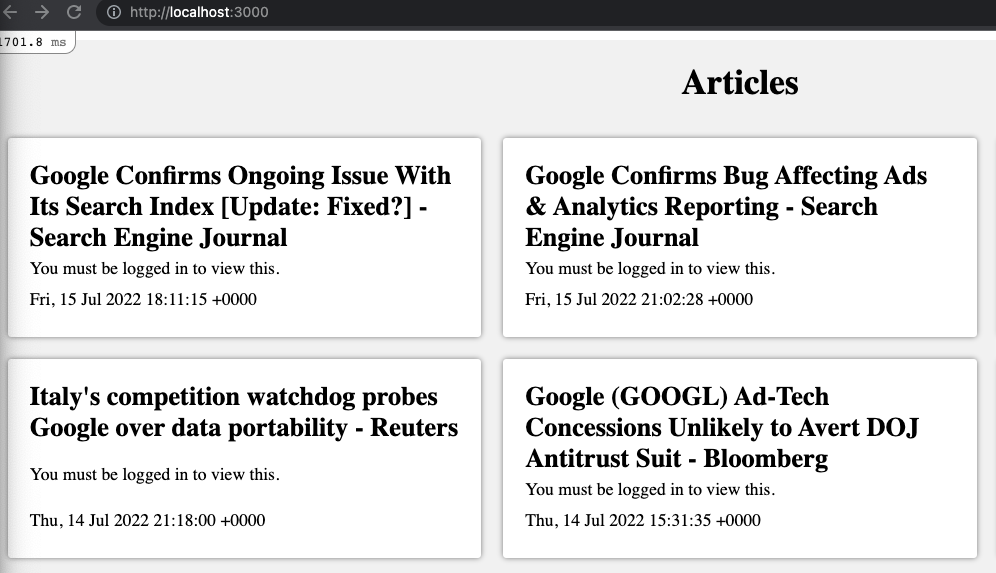 http://localhost:3000
1701.8 ms
Articles
Google Confirms Ongoing Issue With
Its Search Index [Update: Fixed?] -
Search Engine Journal
You must be logged in to view this.
Fri, 15 Jul 2022 18:11:15 +0000
Google Confirms Bug Affecting Ads
& Analytics Reporting - Search
Engine Journal
You must be logged in to view this.
Fri, 15 Jul 2022 21:02:28 +0000
Italy's competition watchdog probes
Google over data portability - Reuters
You must be logged in to view this.
Thu, 14 Jul 2022 21:18:00 +0000
Google (GOOGL) Ad-Tech
Concessions Unlikely to Avert DOJ
Antitrust Suit - Bloomberg
You must be logged in to view this.
Thu, 14 Jul 2022 15:31:35 +0000